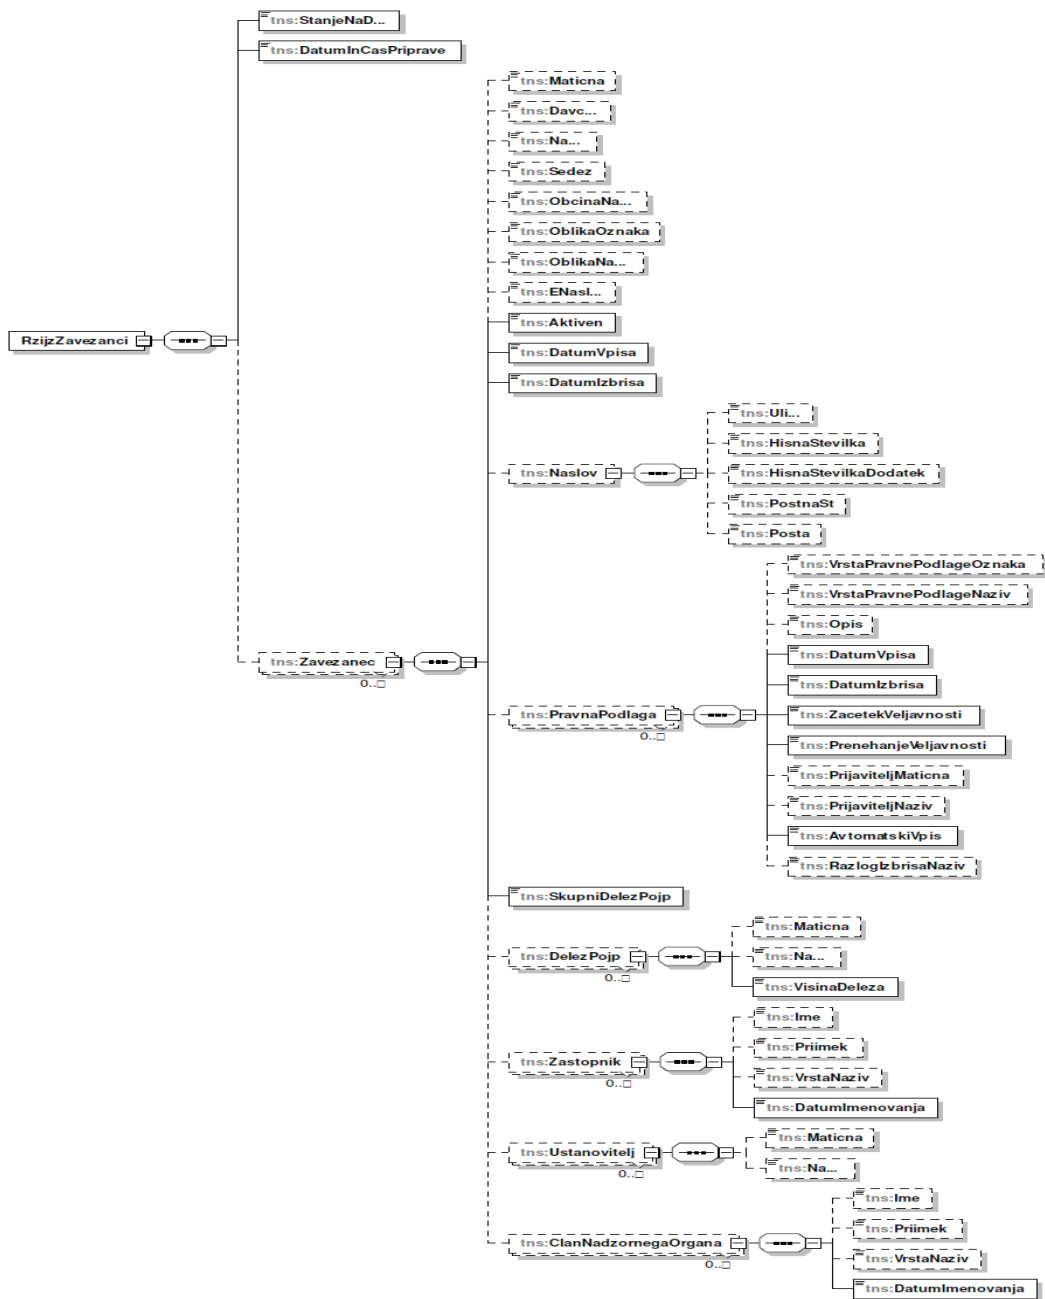 tns:StanjeNaD...
tns:DatumInCasPriprave
tns:Maticna
tns:Davc...
tns:Na...
tns:Sedez
tns:ObcinaNa...
tns:OblikaOznaka
tns:OblikaNa...
tns:ENasl...
tns:Aktiven
RzijzZavezanci
tns:DatumVpisa
tns:DatumIzbrisa
tns:Uli...
tns:HisnaStevilka
tns:Naslov
tns:HisnaStevilkaDodatek
tns:PostnaSt
tns:Posta
tns:VrstaPravnePodlageOznaka
tns:VrstaPravnePodlageNaziv
tns:Opis
tns:DatumVpisa
tns:Zavezanec
0..□
tns:DatumIzbrisa
tns:PravnaPodlaga
0..□
tns:ZacetekVeljavnosti
tns:PrenehanjeVeljavnosti
tns:PrijaviteljMaticna
tns:PrijaviteljNaziv
tns:AvtomatskiVpis
tns:RazlogIzbrisaNaziv
tns:SkupniDelezPojp
tns:Maticna
tns:DelezPojp
0..□
tns:Na...
tns:VisinaDeleza
tns:Ime
tns:Priimek
tns:Zastopnik
0..□
tns:VrstaNaziv
tns:DatumImenovanja
tns:Maticna
tns:Ustanovitelj
0..□
tns:Na...
tns:Ime
tns:Priimek
tns:ClanNadzornegaOrgana
0..□
tns:VrstaNaziv
tns:DatumImenovanja